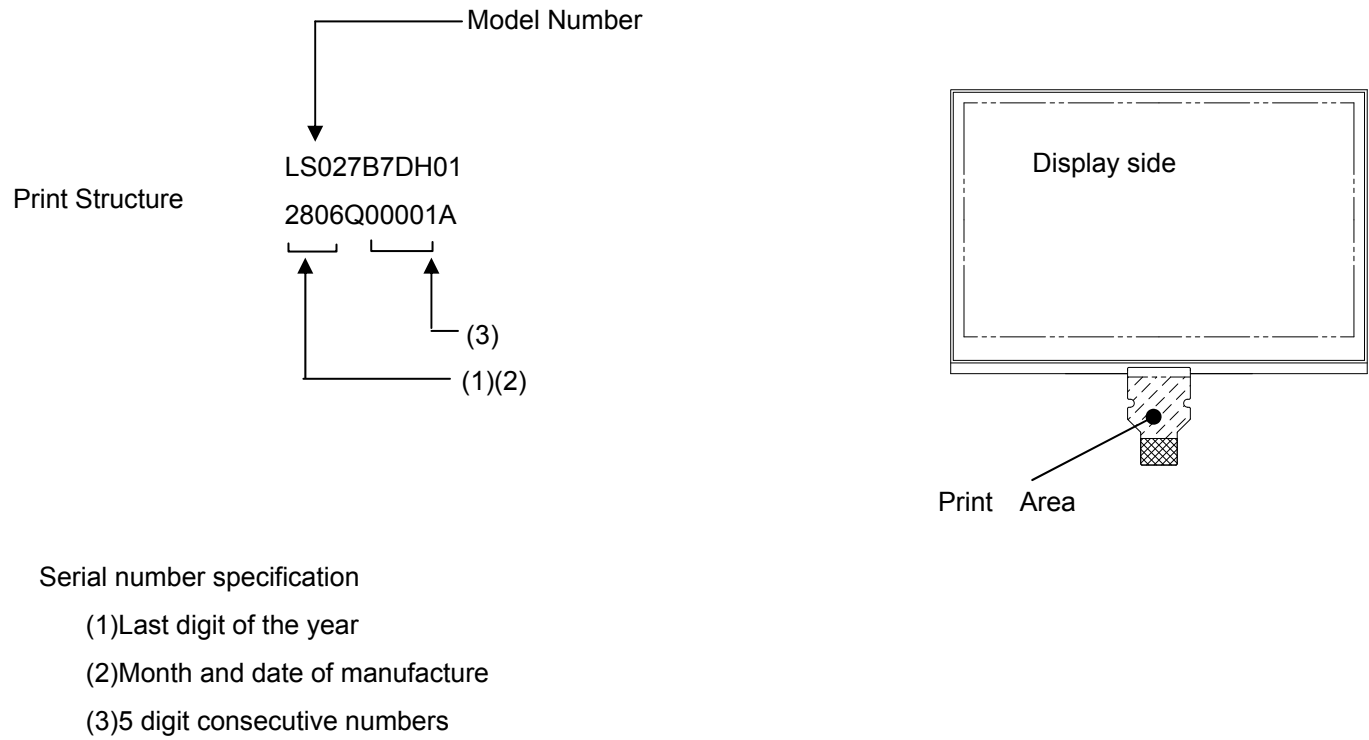 Model Number
LS027B7DH01
Print Structure
2806Q00001A
(3)
(1)(2)
Display side
Print Area
Serial number specification
(1)Last digit of the year
(2)Month and date of manufacture
(3)5 digit consecutive numbers